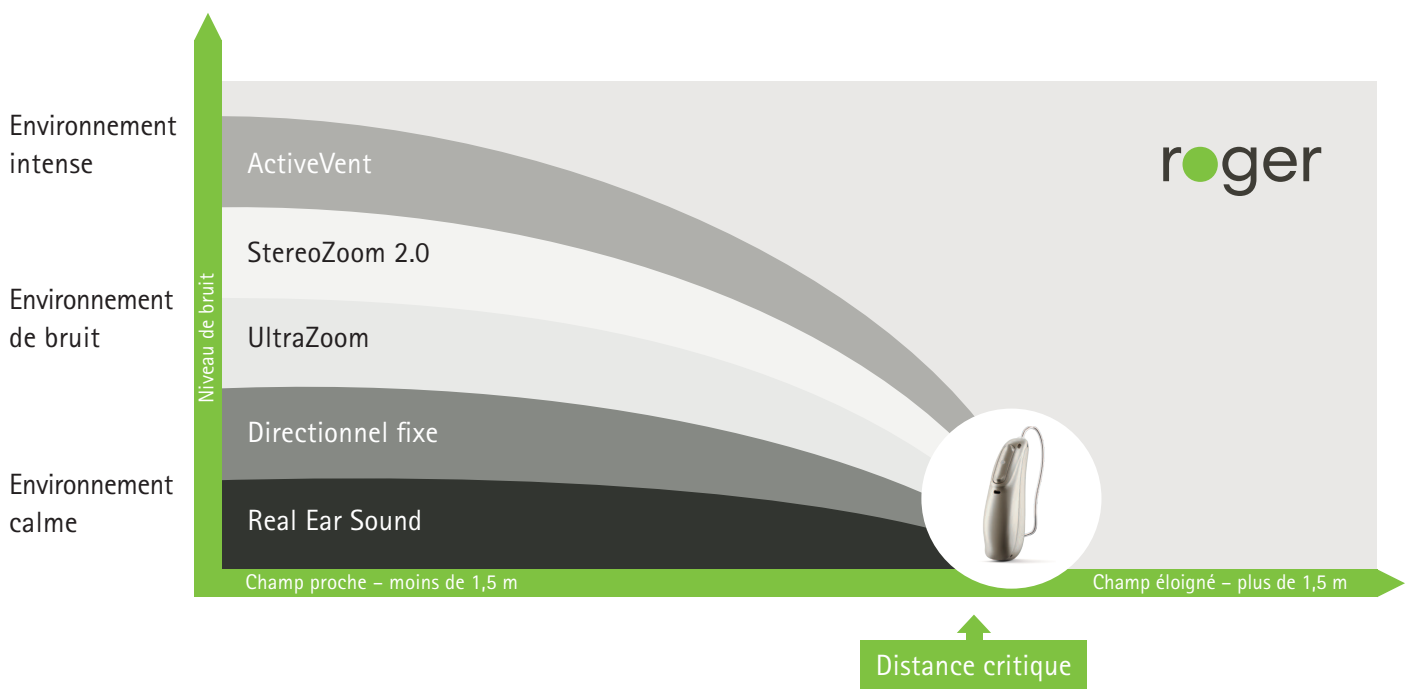 Environnement
intense
ActiveVent
roger
StereoZoom 2.0
Niveau de bruit
Environnement
de bruit
UltraZoom
Directionnel fixe
Environnement
calme
Real Ear Sound
Champ proche – moins de 1,5 m
Champ éloigné – plus de 1,5 m
Distance critique